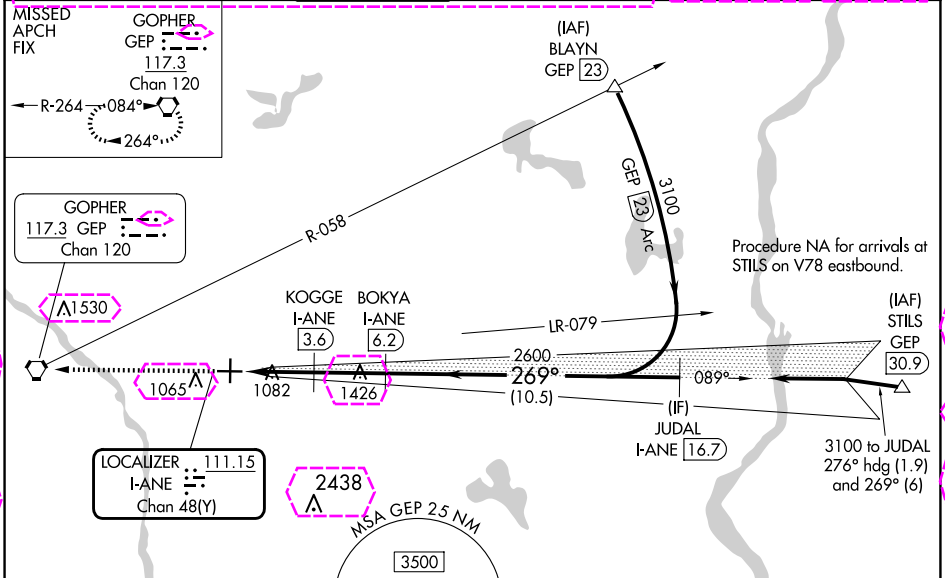 MISSED
APCH
FIX
GOPHER
GEP
117.3
Chan 120
R-264
084°
264°
(IAF)
BLAYN
GEP 23
R-058
3100
GEP 23 Arc
GOPHER
117.3 GEP
Chan 120
1530
Procedure NA for arrivals at
STILS on V78 eastbound.
(IAF)
STILS
GEP
30.9
KOGGE
I-ANE
3.6
BOKYA
I-ANE
6.2
LR-079
2600
269°
(10.5)
089°
1065
1082
1426
(IF)
JUDAL
I-ANE 16.7
3100 to JUDAL
276° hdg (1.9)
and 269° (6)
LOCALIZER 111.15
I-ANE
Chan 48(Y)
2438
MSA GEP 25 NM
3500